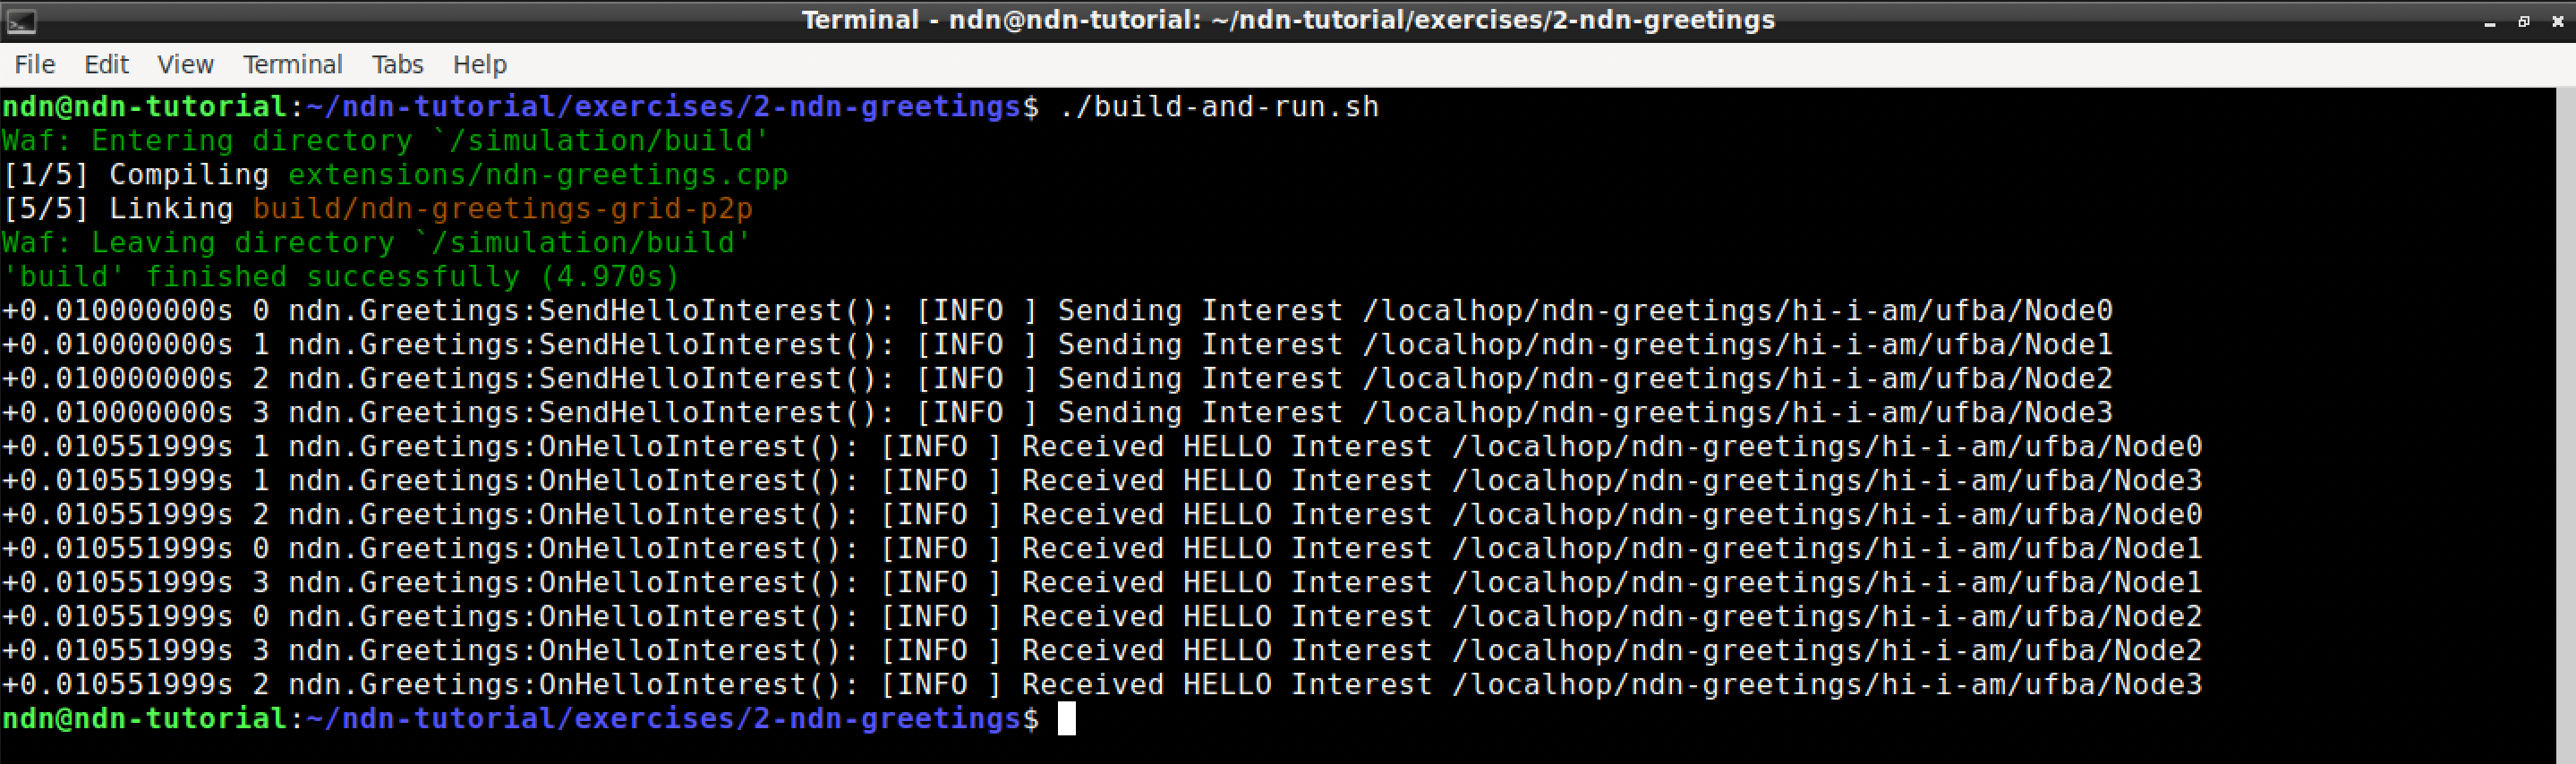 Terminal - ndn@ndn-tutorial: ~/ndn-tutorial/exercises/2-ndn-greetings
File Edit View Terminal Tabs Help
ndn@ndn-tutorial:~/ndn-tutorial/exercises/2-ndn-greetings$ ./build-and-run.sh
Waf: Entering directory `/simulation/build'
[1/5] Compiling extensions/ndn-greetings.cpp
[5/5] Linking build/ndn-greetings-grid-p2p
Waf: Leaving directory `/simulation/build'
'build' finished successfully (4.970s)
+0.010000000s 0 ndn.Greetings:SendHelloInterest(): [INFO ] Sending Interest /localhop/ndn-greetings/hi-i-am/ufba/Node0
+0.010000000s 1 ndn.Greetings:SendHelloInterest(): [INFO ] Sending Interest /localhop/ndn-greetings/hi-i-am/ufba/Node1
+0.010000000s 2 ndn.Greetings:SendHelloInterest(): [INFO ] Sending Interest /localhop/ndn-greetings/hi-i-am/ufba/Node2
+0.010000000s 3 ndn.Greetings:SendHelloInterest(): [INFO ] Sending Interest /localhop/ndn-greetings/hi-i-am/ufba/Node3
+0.010551999s 1 ndn.Greetings:OnHelloInterest(): [INFO ] Received HELLO Interest /localhop/ndn-greetings/hi-i-am/ufba/Node0
+0.010551999s 1 ndn.Greetings:OnHelloInterest(): [INFO ] Received HELLO Interest /localhop/ndn-greetings/hi-i-am/ufba/Node3
+0.010551999s 2 ndn.Greetings:OnHelloInterest(): [INFO ] Received HELLO Interest /localhop/ndn-greetings/hi-i-am/ufba/Node0
+0.010551999s 0 ndn.Greetings:OnHelloInterest(): [INFO ] Received HELLO Interest /localhop/ndn-greetings/hi-i-am/ufba/Node1
+0.010551999s 3 ndn.Greetings:OnHelloInterest(): [INFO ] Received HELLO Interest /localhop/ndn-greetings/hi-i-am/ufba/Node1
+0.010551999s 0 ndn.Greetings:OnHelloInterest(): [INFO ] Received HELLO Interest /localhop/ndn-greetings/hi-i-am/ufba/Node2
+0.010551999s 3 ndn.Greetings:OnHelloInterest(): [INFO ] Received HELLO Interest /localhop/ndn-greetings/hi-i-am/ufba/Node2
+0.010551999s 2 ndn.Greetings:OnHelloInterest(): [INFO ] Received HELLO Interest /localhop/ndn-greetings/hi-i-am/ufba/Node3
ndn@ndn-tutorial:~/ndn-tutorial/exercises/2-ndn-greetings$